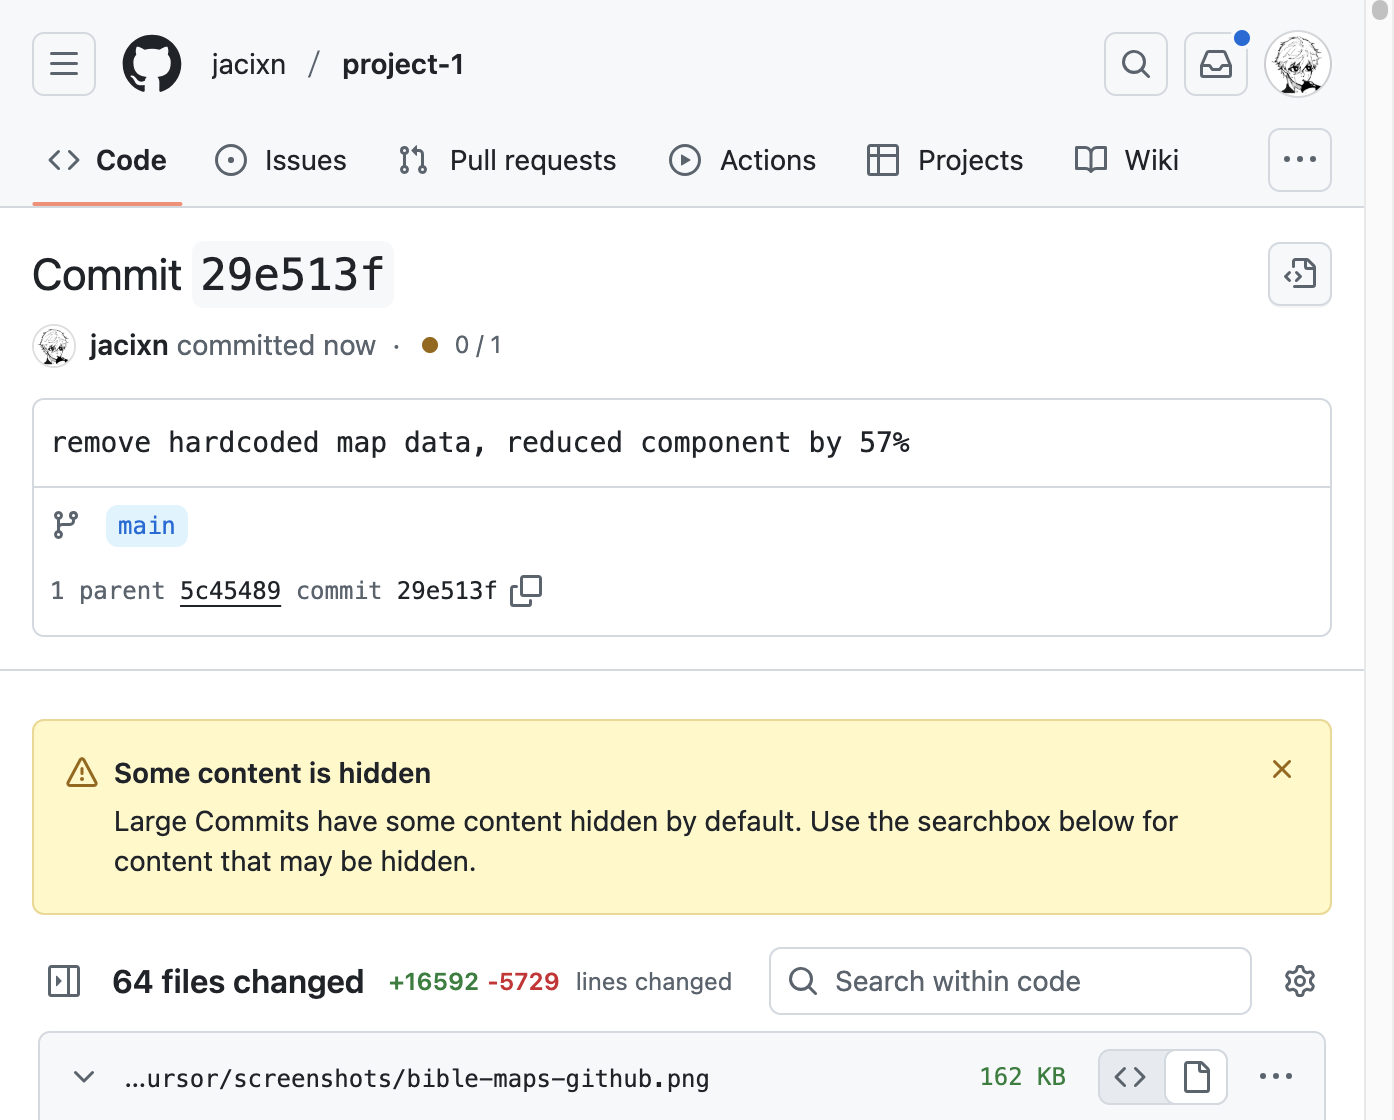 jacixn / project-1
Code Issues Pull requests Actions Projects Wiki
Commit 29e513f
jacixn committed now · 0 / 1
remove hardcoded map data, reduced component by 57%
main
1 parent 5c45489 commit 29e513f
Some content is hidden
Large Commits have some content hidden by default. Use the searchbox below for
content that may be hidden.
64 files changed +16592 -5729 lines changed Search within code
...ursor/screenshots/bible-maps-github.png 162 KB